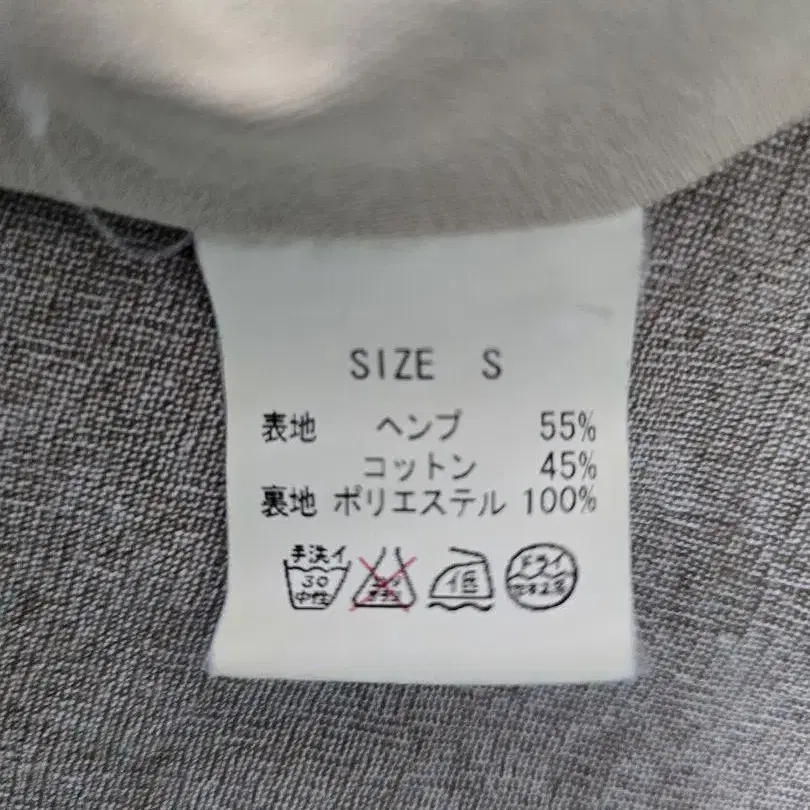 SIZE S
表地 ヘンプ 55%
コットン 45%
裏地 ポリエステル 100%
手洗イ
30
中性
低
ドライ